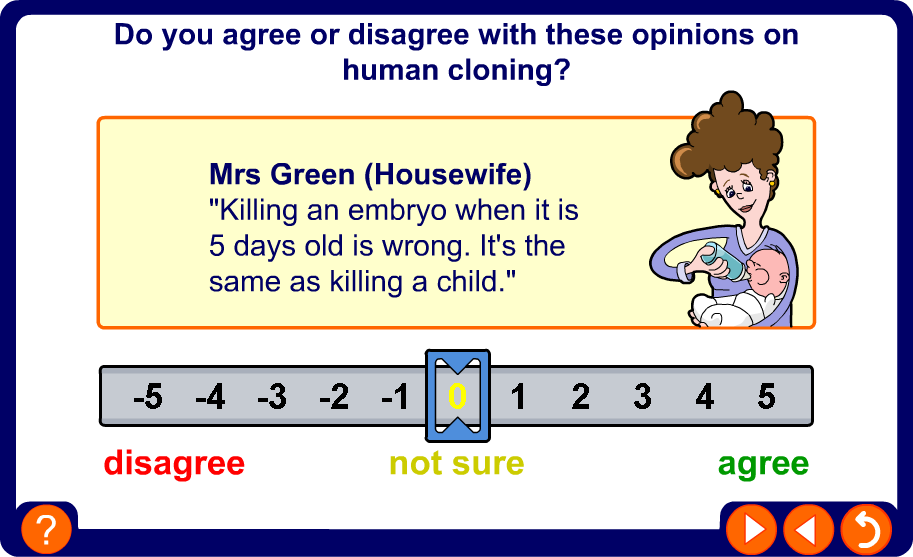 Do you agree or disagree with these opinions on
human cloning?
Mrs Green (Housewife)
"Killing an embryo when it is
5 days old is wrong. It's the
same as killing a child."
-5 -4 -3 -2 -1 0 1 2 3 4 5
disagree not sure agree
?